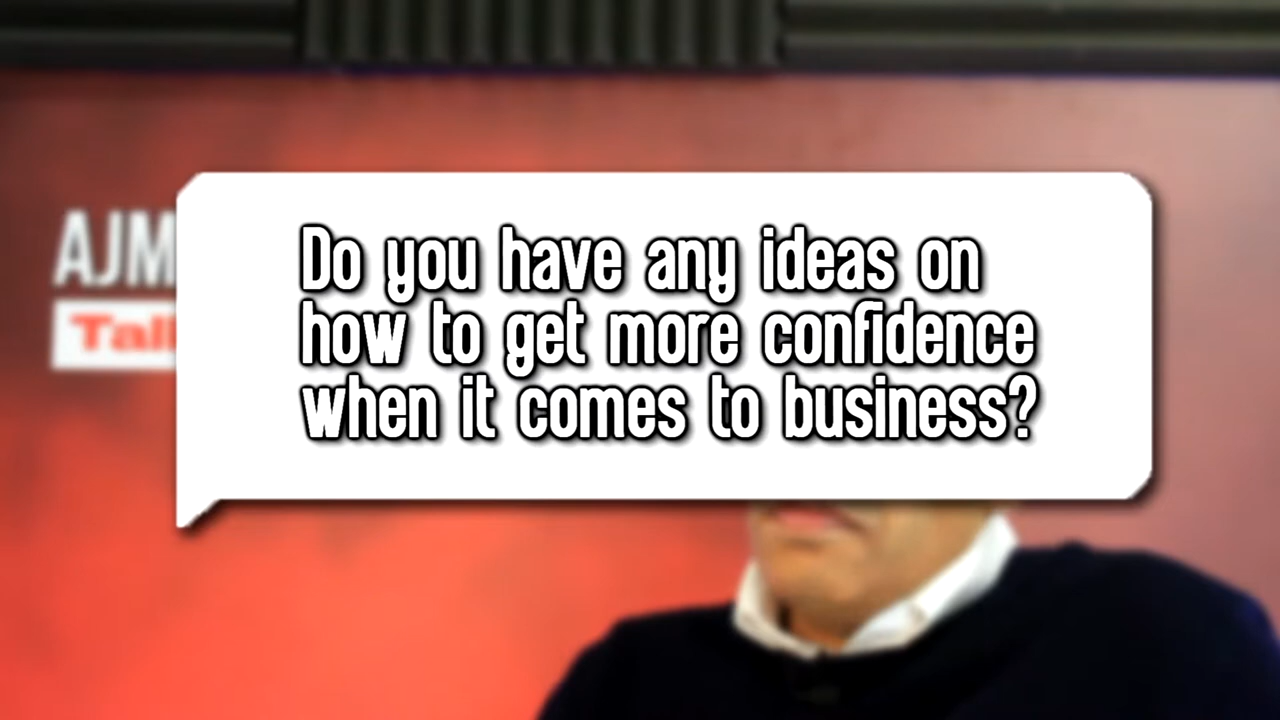 AJM
Tal
Do you have any ideas on
how to get more confidence
when it comes to business?